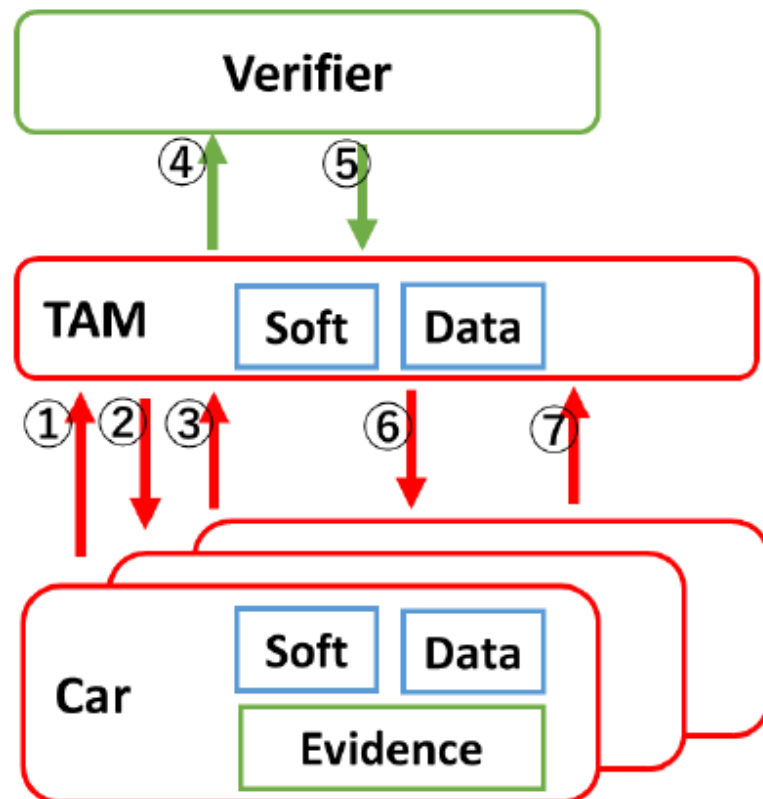 Verifier
④ ⑤
TAM Soft Data
① ② ③ ⑥ ⑦
Car Soft Data
Evidence